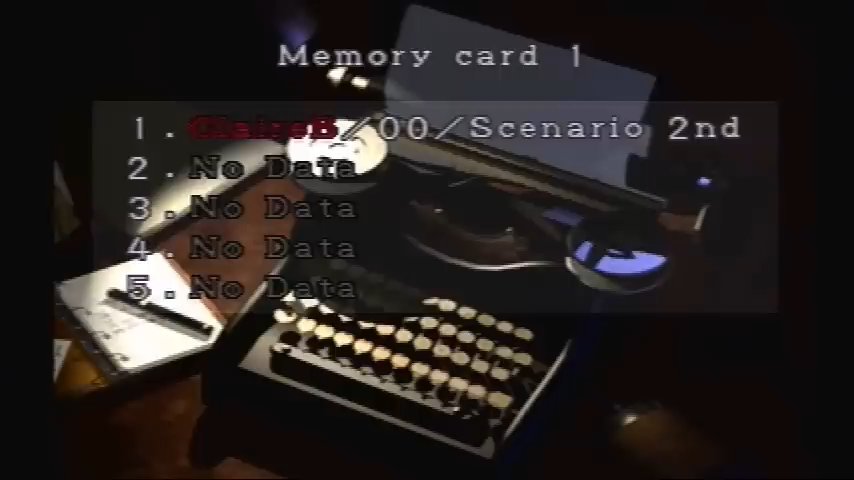 Memory card 1
1. ClaireB/00/Scenario 2nd
2. No Data
3. No Data
4. No Data
5. No Data